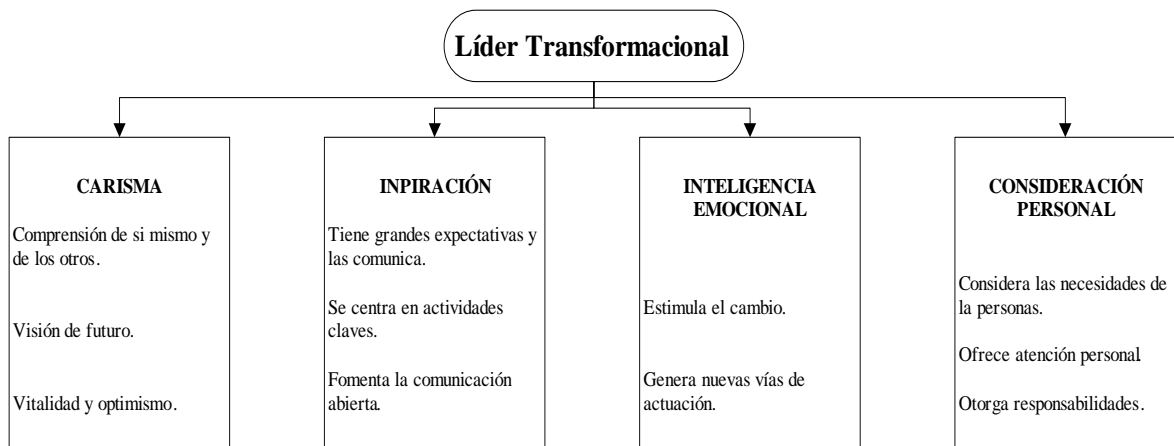 Líder Transformacional
CARISMA
Comprensión de si mismo y
de los otros.
Visión de futuro.
Vitalidad y optimismo.
INPIRACIÓN
Tiene grandes expectativas y
las comunica.
Se centra en actividades
claves.
Fomenta la comunicación
abierta.
INTELIGENCIA
EMOCIONAL
Estimula el cambio.
Genera nuevas vías de
actuación.
CONSIDERACIÓN
PERSONAL
Considera las necesidades de
la personas.
Ofrece atención personal.
Otorga responsabilidades.